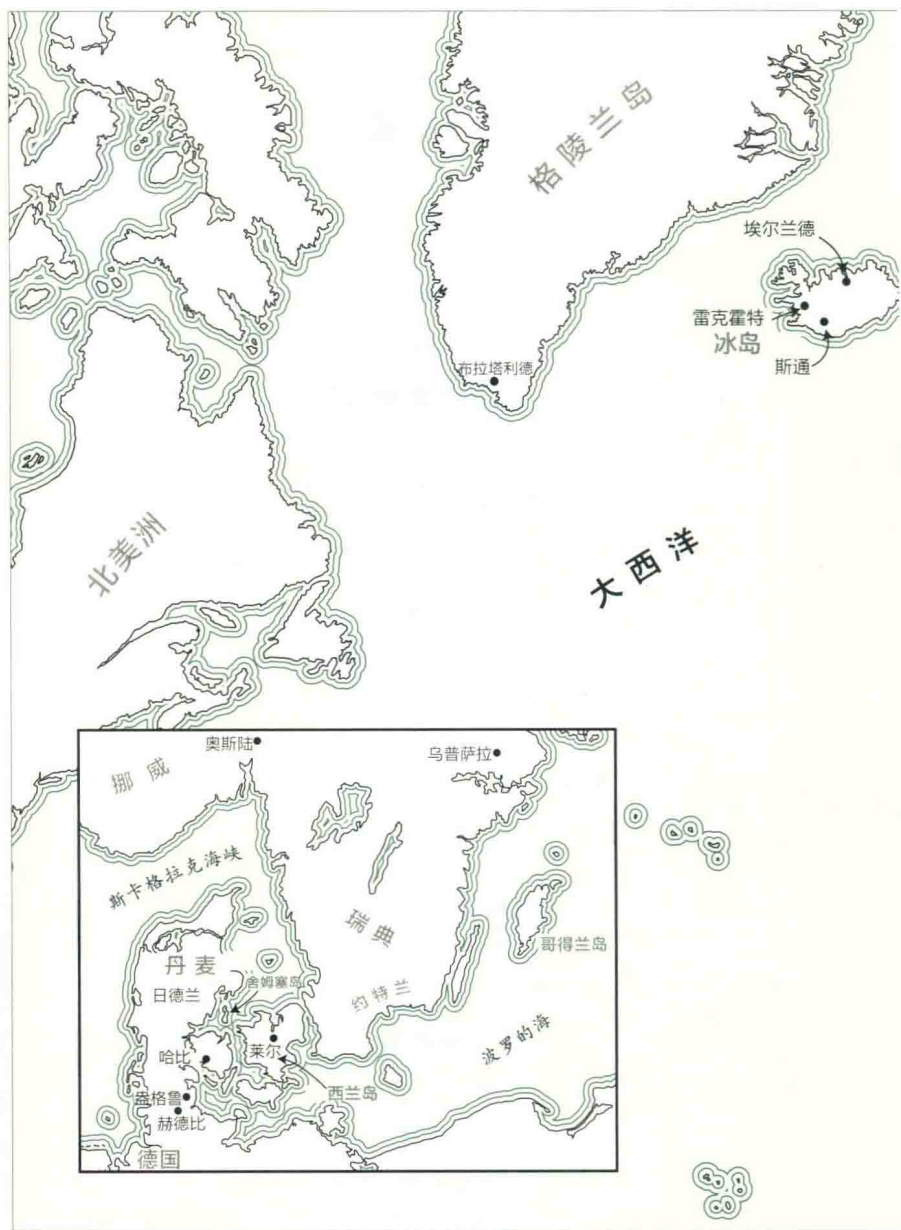 格陵兰岛
埃尔兰德
雷克霍特
冰岛
斯通
布拉塔利德
北美洲
大西洋
奥斯陆
乌普萨拉
挪威
斯卡格拉克海峡
瑞典
哥得兰岛
丹麦
舍姆塞岛
日德兰
约特兰
波罗的海
莱尔
哈比
西兰岛
盎格鲁
赫德比
德国